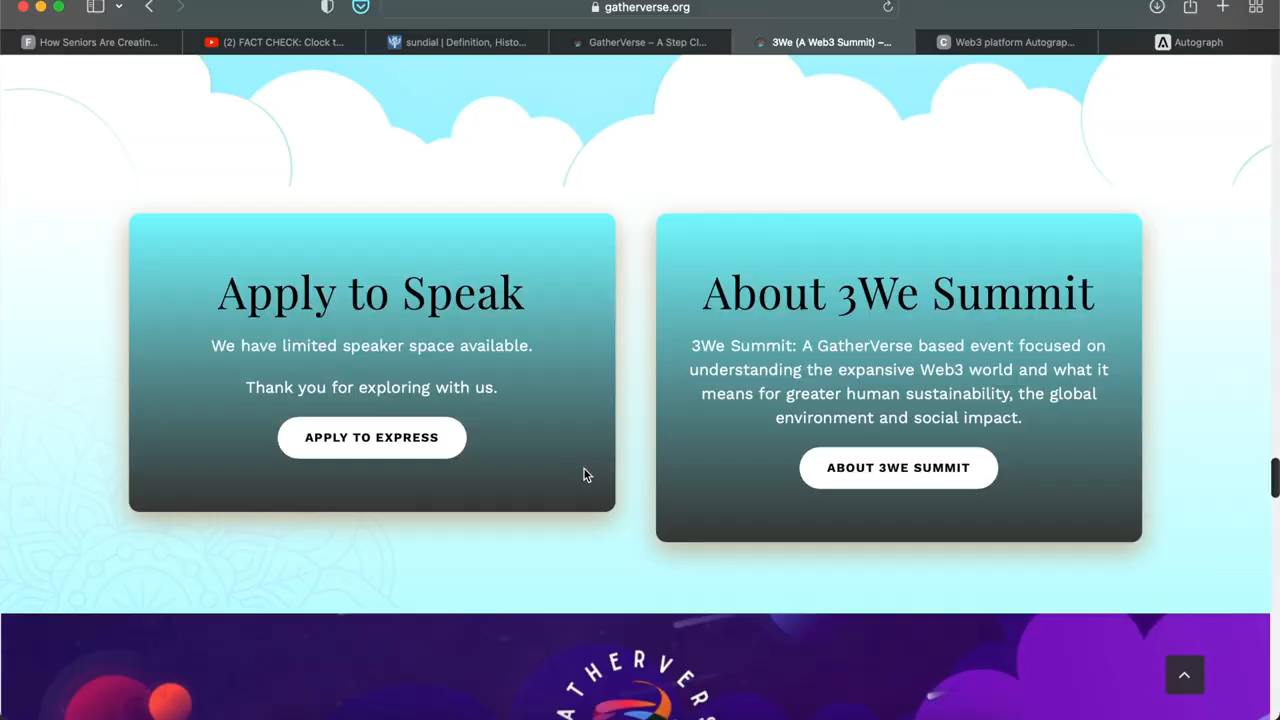 gatherverse.org
How Seniors Are Creatin...
(2) FACT CHECK: Clock t...
sundial | Definition, Histo...
GatherVerse – A Step Cl...
3We (A Web3 Summit) –...
Web3 platform Autograp...
Autograph
Apply to Speak
We have limited speaker space available.
Thank you for exploring with us.
APPLY TO EXPRESS
About 3We Summit
3We Summit: A GatherVerse based event focused on
understanding the expansive Web3 world and what it
means for greater human sustainability, the global
environment and social impact.
ABOUT 3WE SUMMIT
ATHERVERS